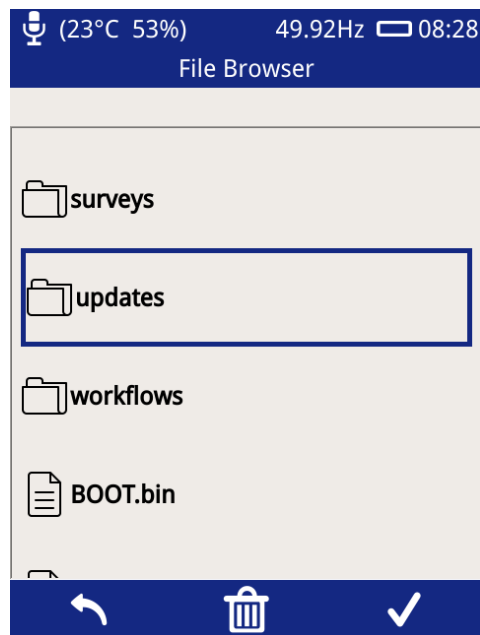 (23°C 53%) 49.92Hz 08:28
File Browser
surveys
updates
workflows
BOOT.bin